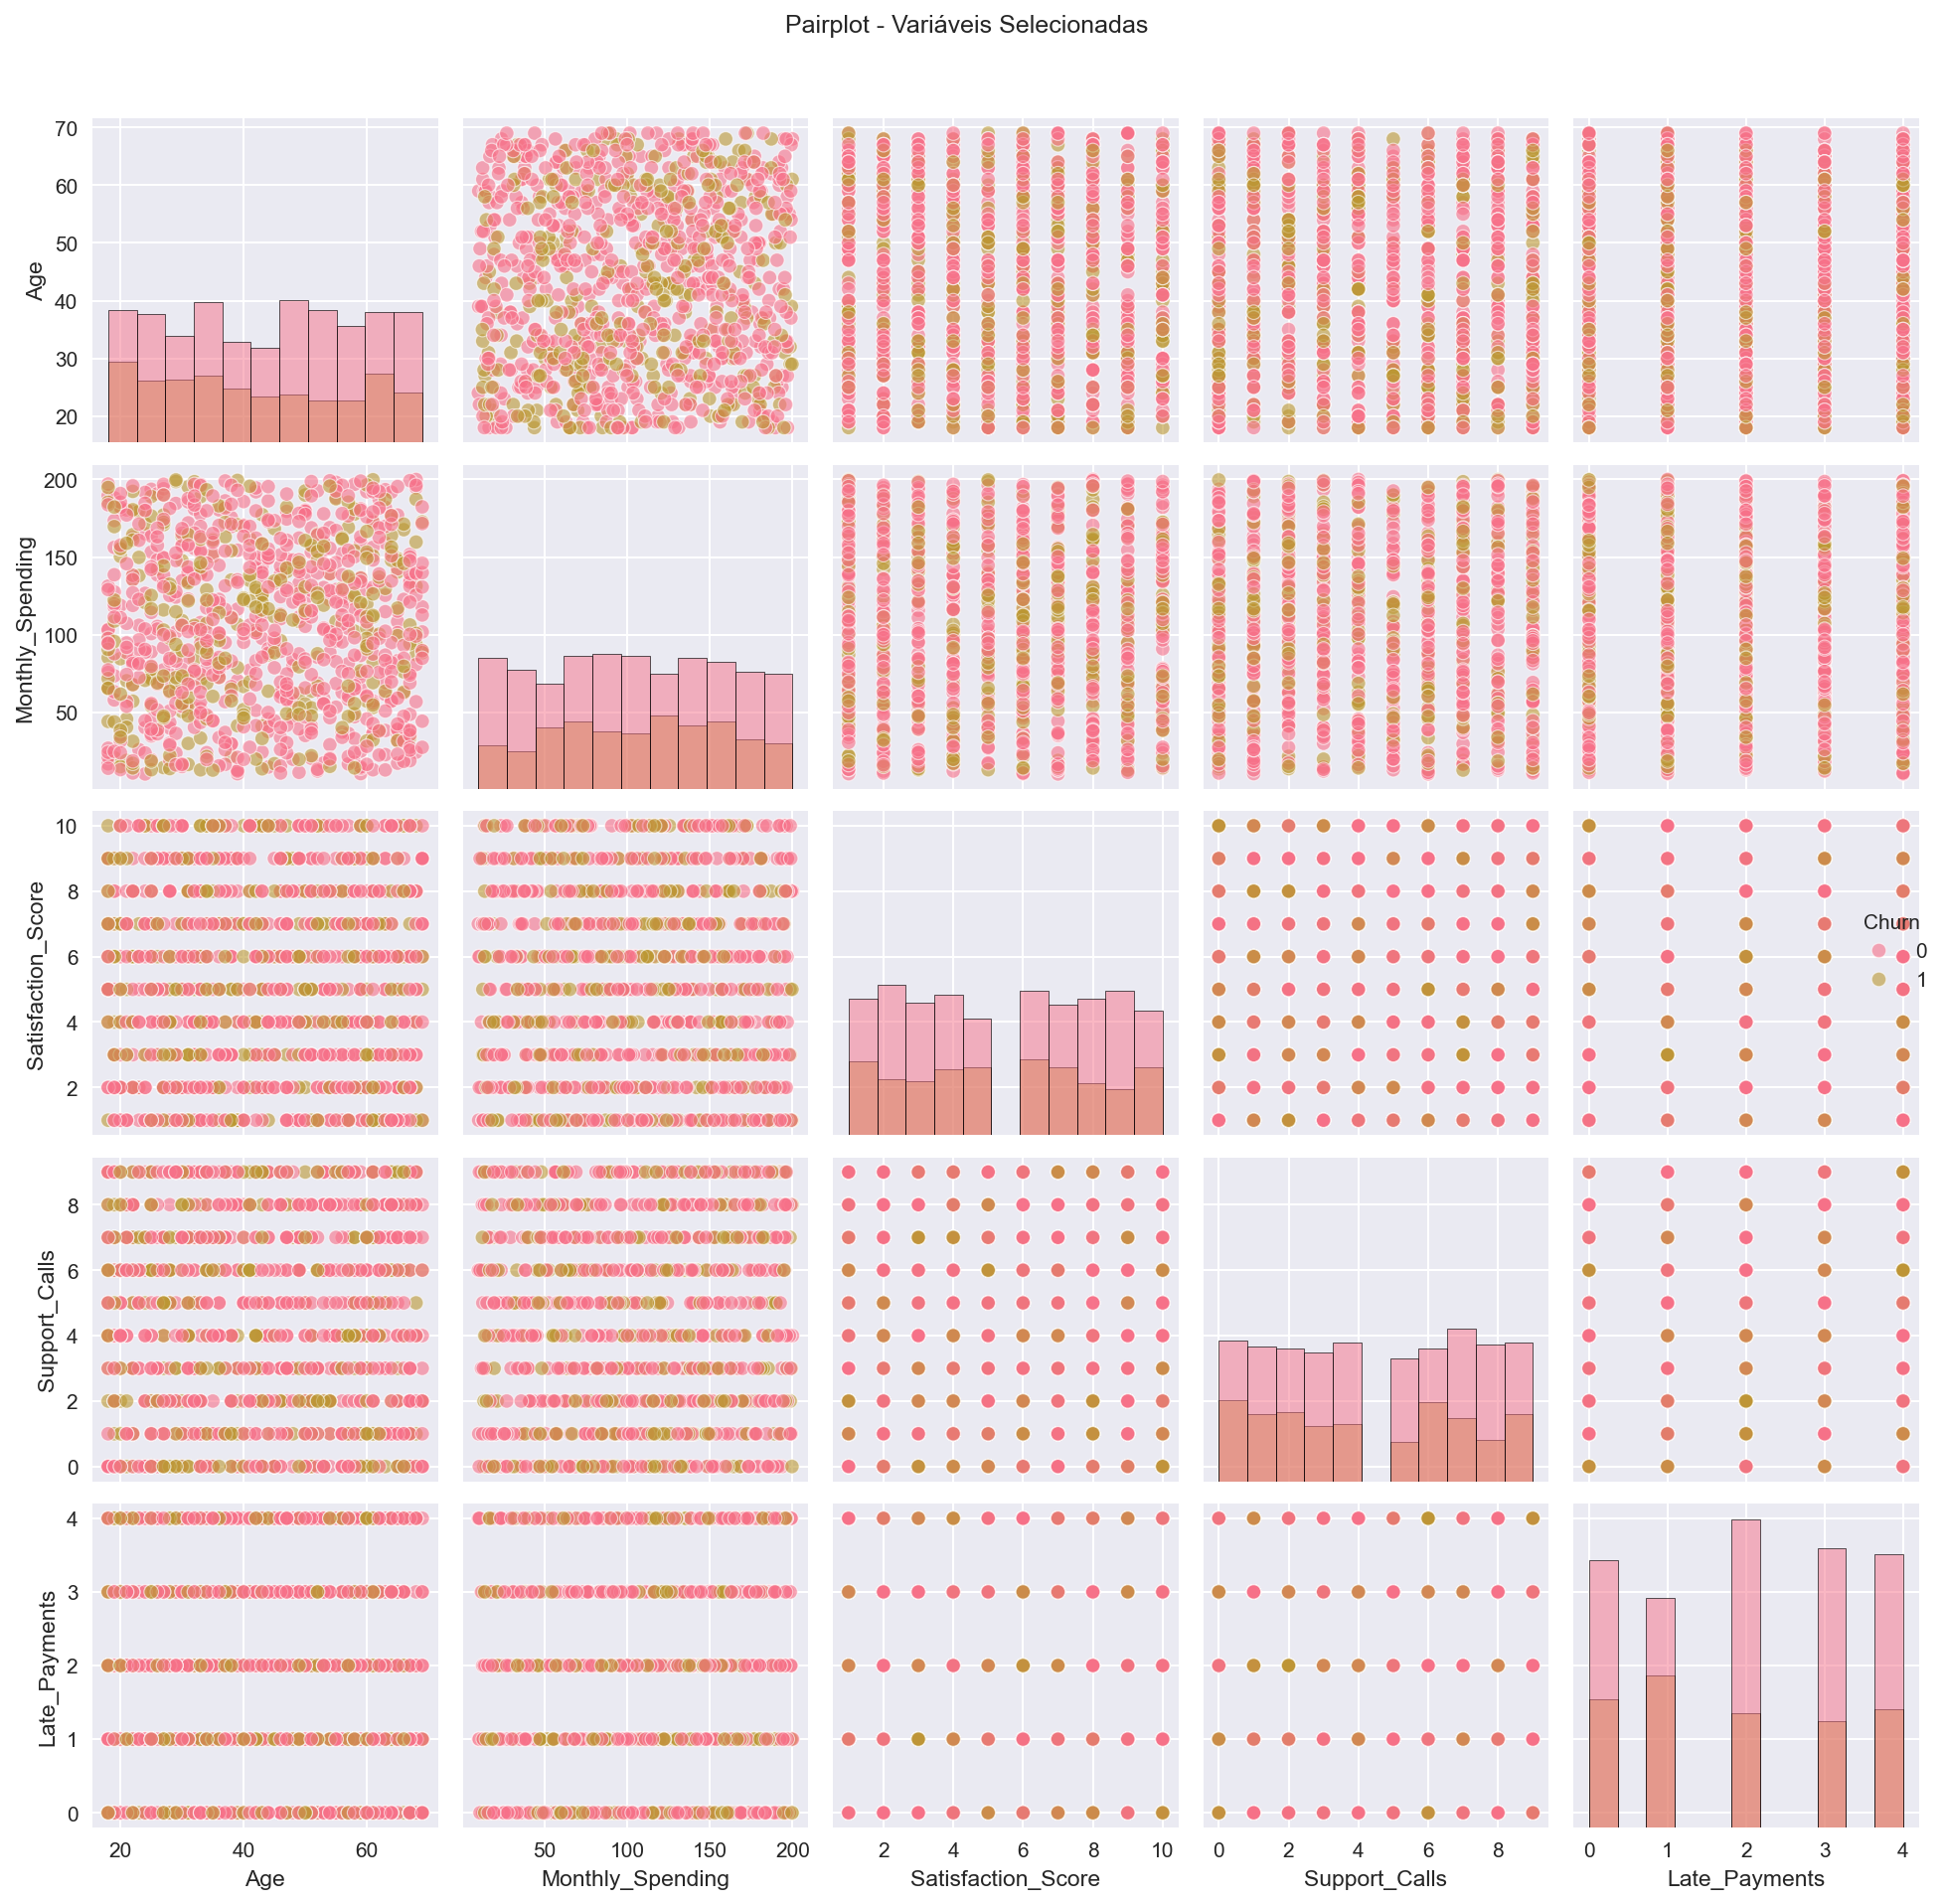 Pairplot - Variáveis Selecionadas
70
60
50
40
30
20
Age
200
150
100
50
Monthly_Spending
10
8
6
4
2
Satisfaction_Score
Churn
0
1
8
6
4
2
0
Support_Calls
4
3
2
1
0
Late_Payments
20 40 60
50 100 150 200
2 4 6 8 10
0 2 4 6 8
0 1 2 3 4
Age
Monthly_Spending
Satisfaction_Score
Support_Calls
Late_Payments